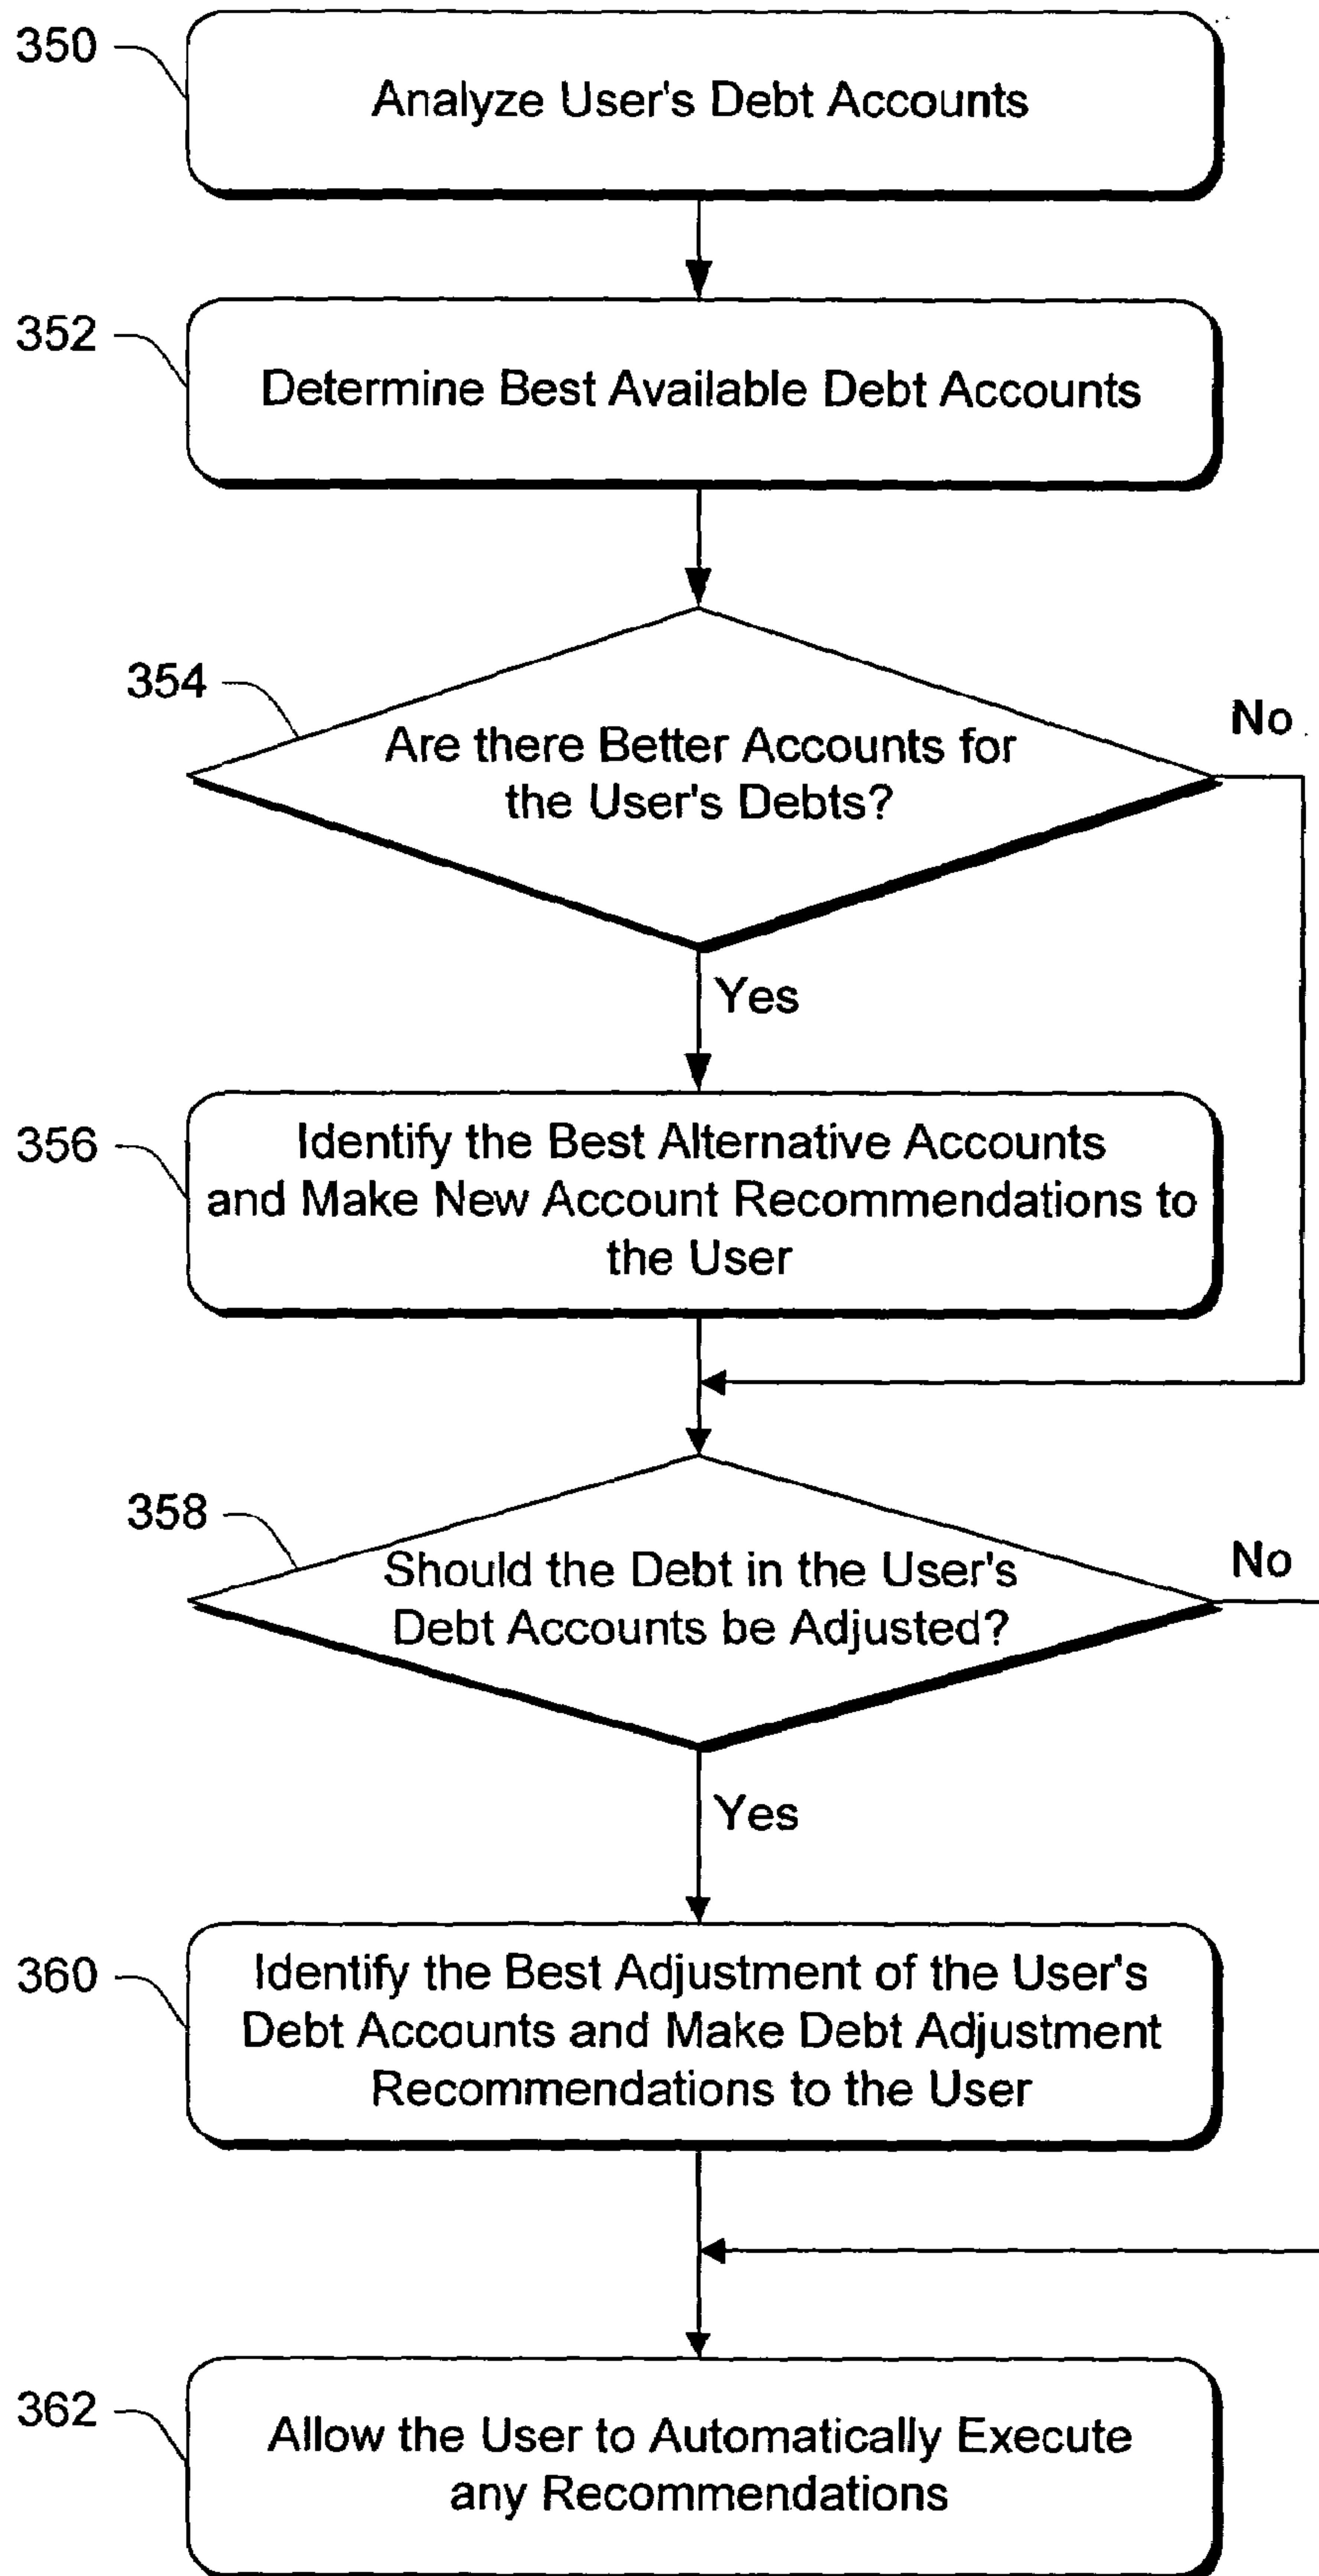 350
Analyze User's Debt Accounts
352
Determine Best Available Debt Accounts
354
Are there Better Accounts for
the User's Debts?
No
Yes
356
Identify the Best Alternative Accounts
and Make New Account Recommendations to
the User
358
Should the Debt in the User's
Debt Accounts be Adjusted?
No
Yes
360
Identify the Best Adjustment of the User's
Debt Accounts and Make Debt Adjustment
Recommendations to the User
362
Allow the User to Automatically Execute
any Recommendations